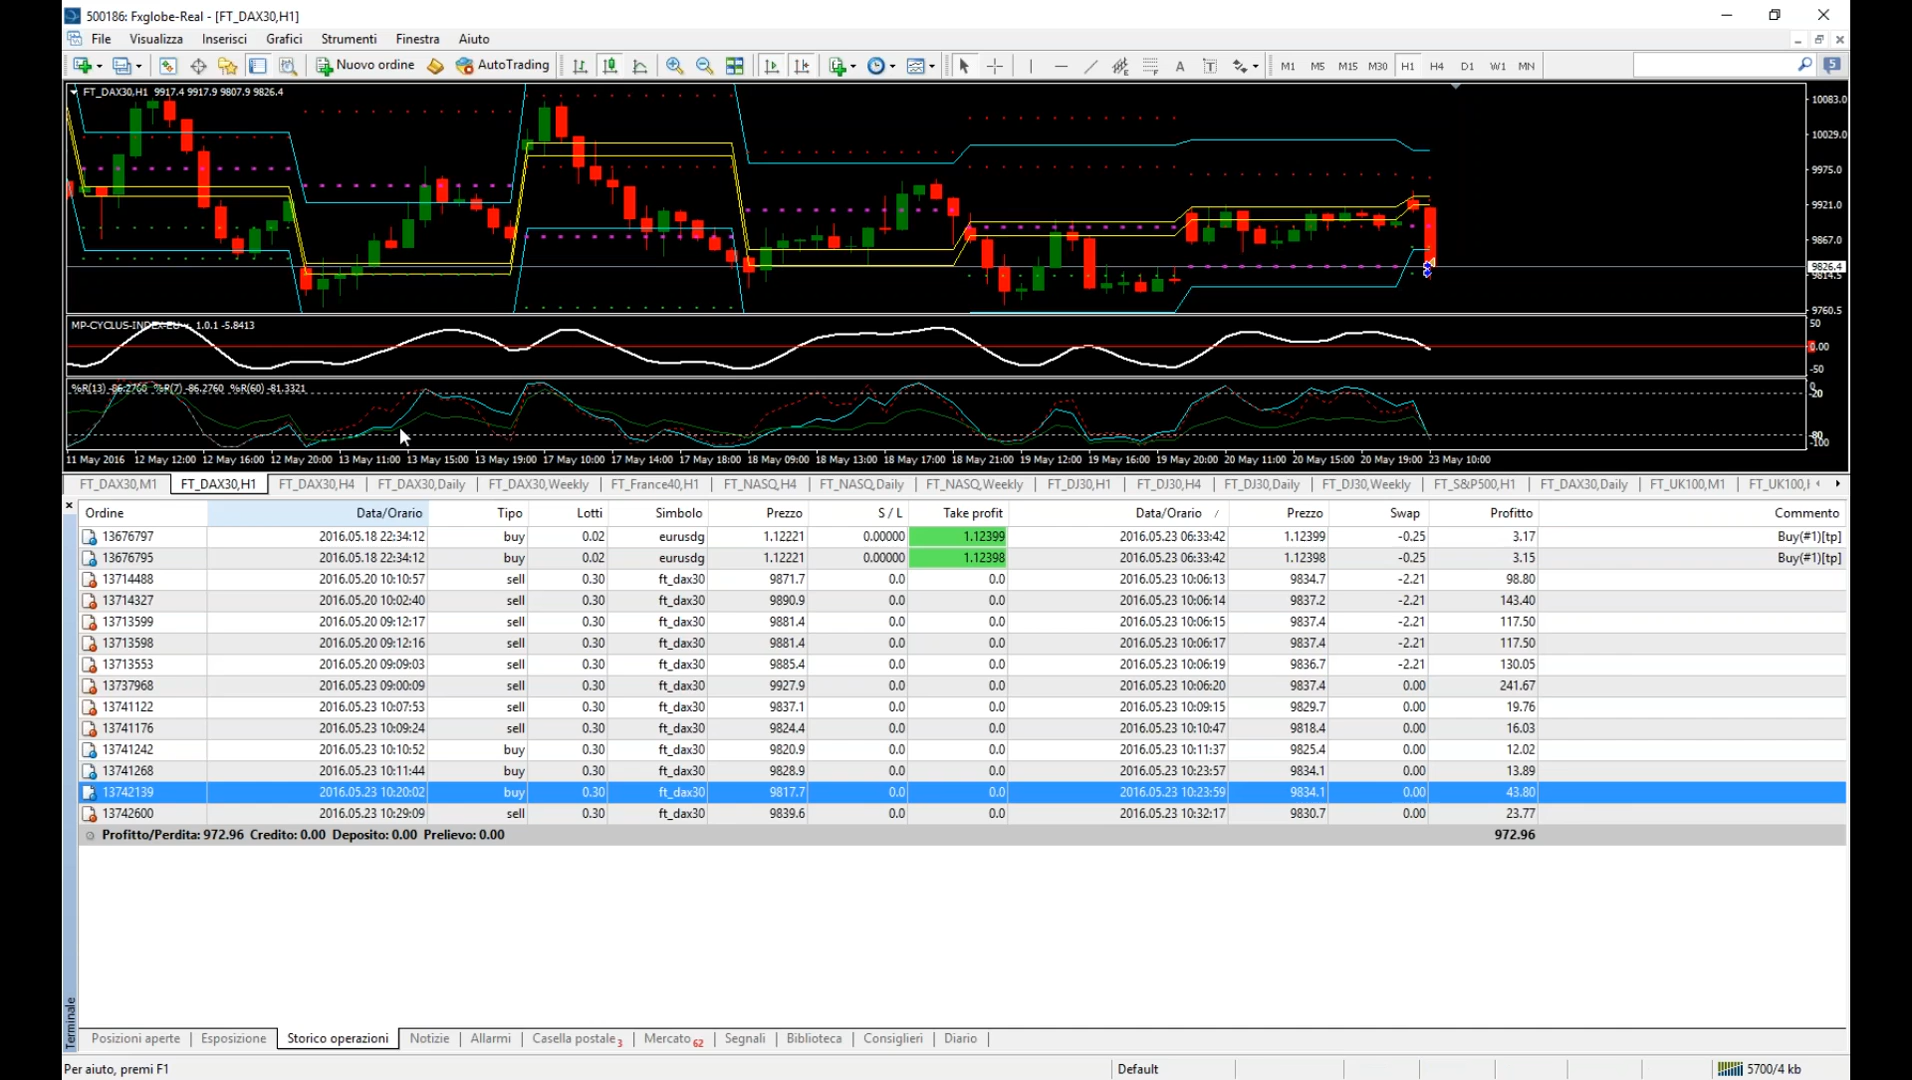 500186: Fxglobe-Real - [FT_DAX30,H1]
File Visualizza Inserisci Grafici Strumenti Finestra Aiuto
Nuovo ordine AutoTrading A T M1 M5 M15 M30 H1 H4 D1 W1 MN 5
FT_DAX30,H1 9917.4 9917.9 9807.9 9826.4
10083.0
10029.0
9975.0
9921.0
9867.0
9826.4
9814.5
9760.5
MP-CYCLUS-INDEX-EU v. 1.0.1 -5.8413
50
0.00
-50
%R(13) -86.2760 %R(7) -86.2760 %R(60) -81.3321
0
-20
-80
-100
11 May 2016 12 May 12:00 12 May 16:00 12 May 20:00 13 May 11:00 13 May 15:00 13 May 19:00 17 May 10:00 17 May 14:00 17 May 18:00 18 May 09:00 18 May 13:00 18 May 17:00 18 May 21:00 19 May 12:00 19 May 16:00 19 May 20:00 20 May 11:00 20 May 15:00 20 May 19:00 23 May 10:00
FT_DAX30,M1 FT_DAX30,H1 FT_DAX30,H4 FT_DAX30,Daily FT_DAX30,Weekly FT_France40,H1 FT_NASQ,H4 FT_NASQ,Daily FT_NASQ,Weekly FT_DJ30,H1 FT_DJ30,H4 FT_DJ30,Daily FT_DJ30,Weekly FT_S&P500,H1 FT_DAX30,Daily FT_UK100,M1 FT_UK100,
Ordine Data/Orario Tipo Lotti Simbolo Prezzo S / L Take profit Data/Orario / Prezzo Swap Profitto Commento
13676797 2016.05.18 22:34:12 buy 0.02 eurusdg 1.12221 0.00000 1.12399 2016.05.23 06:33:42 1.12399 -0.25 3.17 Buy(#1)[tp]
13676795 2016.05.18 22:34:12 buy 0.02 eurusdg 1.12221 0.00000 1.12398 2016.05.23 06:33:42 1.12398 -0.25 3.15 Buy(#1)[tp]
13714488 2016.05.20 10:10:57 sell 0.30 ft_dax30 9871.7 0.0 0.0 2016.05.23 10:06:13 9834.7 -2.21 98.80
13714327 2016.05.20 10:02:40 sell 0.30 ft_dax30 9890.9 0.0 0.0 2016.05.23 10:06:14 9837.2 -2.21 143.40
13713599 2016.05.20 09:12:17 sell 0.30 ft_dax30 9881.4 0.0 0.0 2016.05.23 10:06:15 9837.4 -2.21 117.50
13713598 2016.05.20 09:12:16 sell 0.30 ft_dax30 9881.4 0.0 0.0 2016.05.23 10:06:17 9837.4 -2.21 117.50
13713553 2016.05.20 09:09:03 sell 0.30 ft_dax30 9885.4 0.0 0.0 2016.05.23 10:06:19 9836.7 -2.21 130.05
13737968 2016.05.23 09:00:09 sell 0.30 ft_dax30 9927.9 0.0 0.0 2016.05.23 10:06:20 9837.4 0.00 241.67
13741122 2016.05.23 10:07:53 sell 0.30 ft_dax30 9837.1 0.0 0.0 2016.05.23 10:09:15 9829.7 0.00 19.76
13741176 2016.05.23 10:09:24 sell 0.30 ft_dax30 9824.4 0.0 0.0 2016.05.23 10:10:47 9818.4 0.00 16.03
13741242 2016.05.23 10:10:52 buy 0.30 ft_dax30 9820.9 0.0 0.0 2016.05.23 10:11:37 9825.4 0.00 12.02
13741268 2016.05.23 10:11:44 buy 0.30 ft_dax30 9828.9 0.0 0.0 2016.05.23 10:23:57 9834.1 0.00 13.89
13742139 2016.05.23 10:20:02 buy 0.30 ft_dax30 9817.7 0.0 0.0 2016.05.23 10:23:59 9834.1 0.00 43.80
13742600 2016.05.23 10:29:09 sell 0.30 ft_dax30 9839.6 0.0 0.0 2016.05.23 10:32:17 9830.7 0.00 23.77
Profitto/Perdita: 972.96 Credito: 0.00 Deposito: 0.00 Prelievo: 0.00 972.96
Terminale
Posizioni aperte Esposizione Storico operazioni Notizie Allarmi Casella postale 3 Mercato 62 Segnali Biblioteca Consiglieri Diario
Per aiuto, premi F1 Default 5700/4 kb